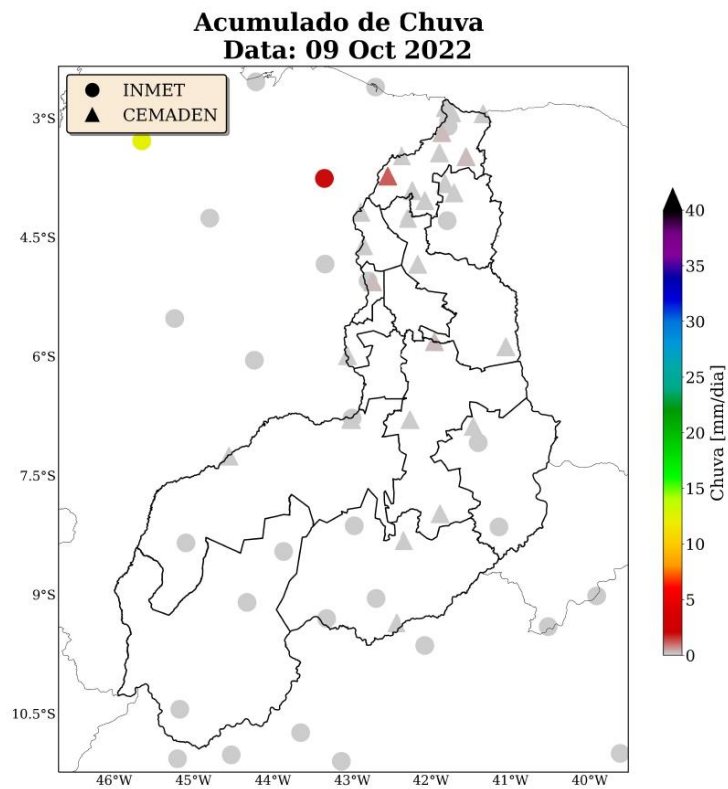 Acumulado de Chuva
Data: 09 Oct 2022
INMET
CEMADEN
3°S
4.5°S
6°S
7.5°S
9°S
10.5°S
46°W
45°W
44°W
43°W
42°W
41°W
40°W
40
35
30
25
20
15
10
5
0
Chuva [mm/dia]